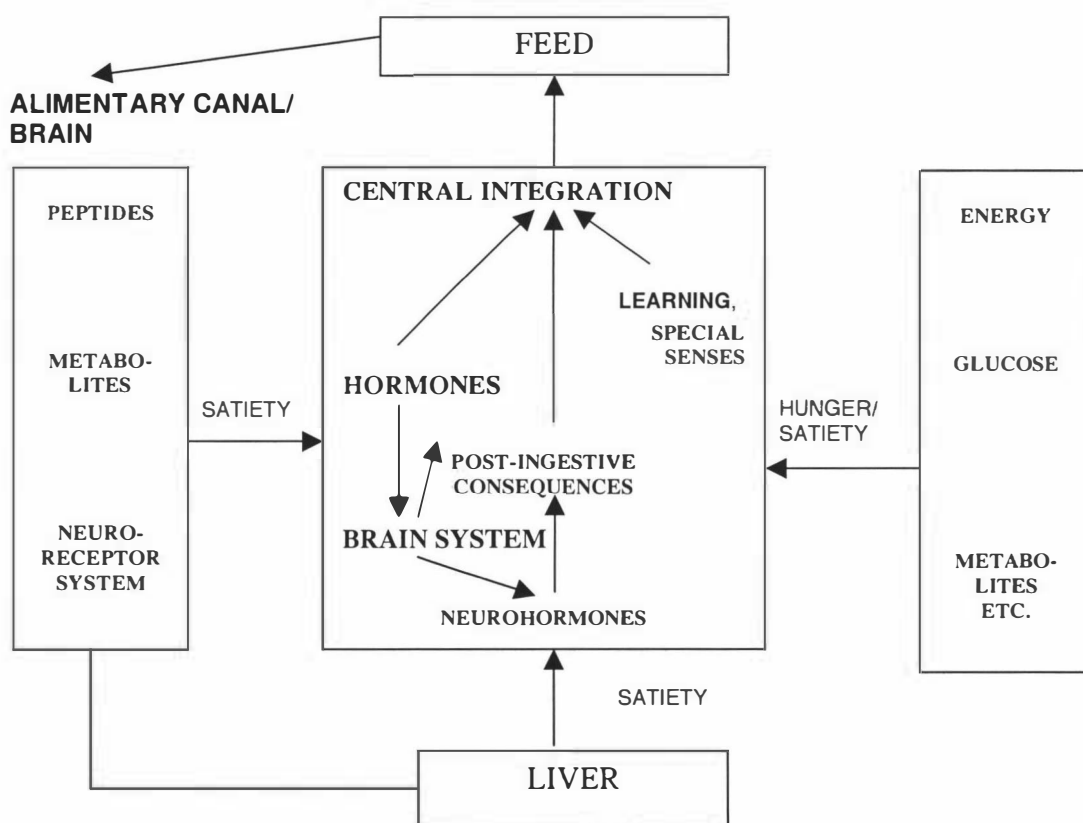 FEED
ALIMENTARY CANAL/
BRAIN
PEPTIDES
METABO-
LITES
NEURO-
RECEPTOR
SYSTEM
SATIETY
CENTRAL INTEGRATION
LEARNING,
SPECIAL
SENSES
HORMONES
POST-INGESTIVE
CONSEQUENCES
BRAIN SYSTEM
NEUROHORMONES
HUNGER/
SATIETY
ENERGY
GLUCOSE
METABO-
LITES
ETC.
SATIETY
LIVER